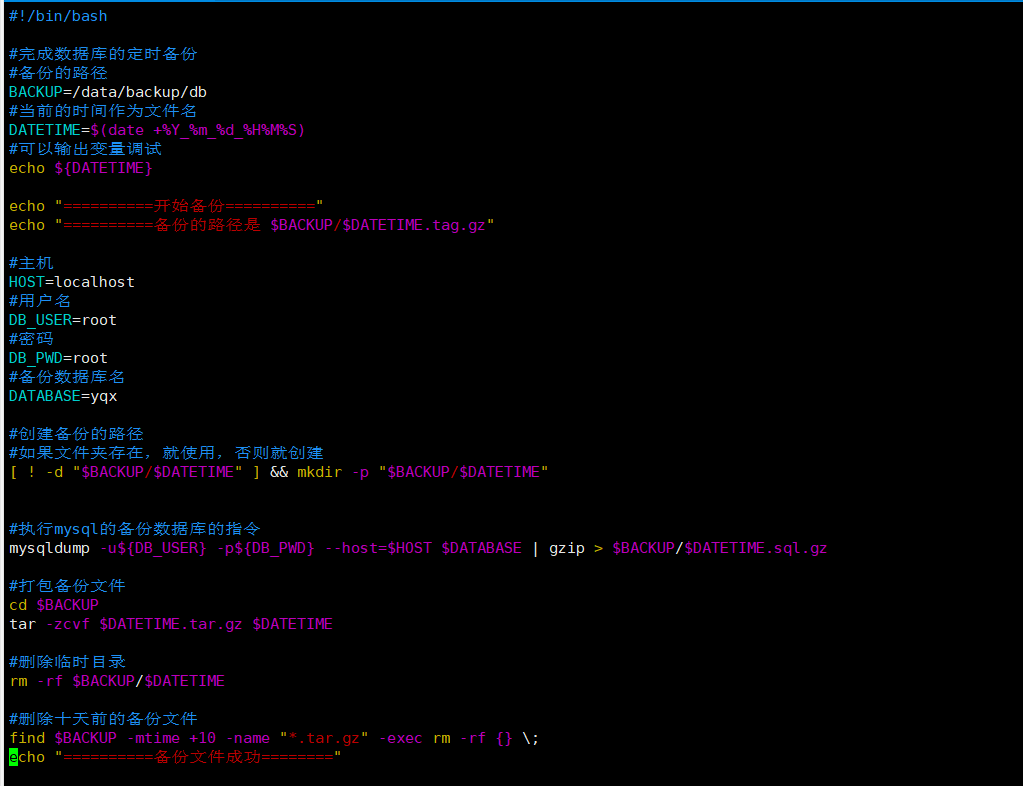 #!/bin/bash
#完成数据库的定时备份
#备份的路径
BACKUP=/data/backup/db
#当前的时间作为文件名
DATETIME=$(date +%Y_%m_%d_%H%M%S)
#可以输出变量调试
echo ${DATETIME}
echo "==========开始备份=========="
echo "==========备份的路径是 $BACKUP/$DATETIME.tag.gz"
#主机
HOST=localhost
#用户名
DB_USER=root
#密码
DB_PWD=root
#备份数据库名
DATABASE=yqx
#创建备份的路径
#如果文件夹存在，就使用，否则就创建
[ ! -d "$BACKUP/$DATETIME" ] && mkdir -p "$BACKUP/$DATETIME"
#执行mysql的备份数据库的指令
mysqldump -u${DB_USER} -p${DB_PWD} --host=$HOST $DATABASE | gzip > $BACKUP/$DATETIME.sql.gz
#打包备份文件
cd $BACKUP
tar -zcvf $DATETIME.tar.gz $DATETIME
#删除临时目录
rm -rf $BACKUP/$DATETIME
#删除十天前的备份文件
find $BACKUP -mtime +10 -name "*.tar.gz" -exec rm -rf {} \;
echo "==========备份文件成功========"